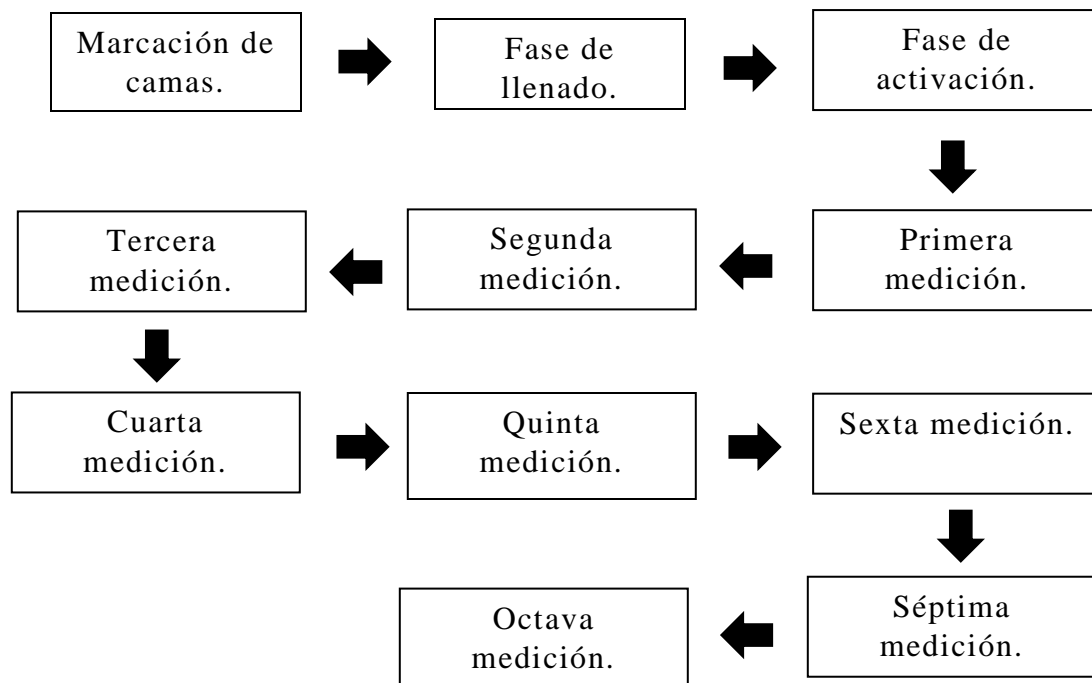 Marcación de
camas.
Fase de
llenado.
Fase de
activación.
Primera
medición.
Segunda
medición.
Tercera
medición.
Cuarta
medición.
Quinta
medición.
Sexta medición.
Séptima
medición.
Octava
medición.